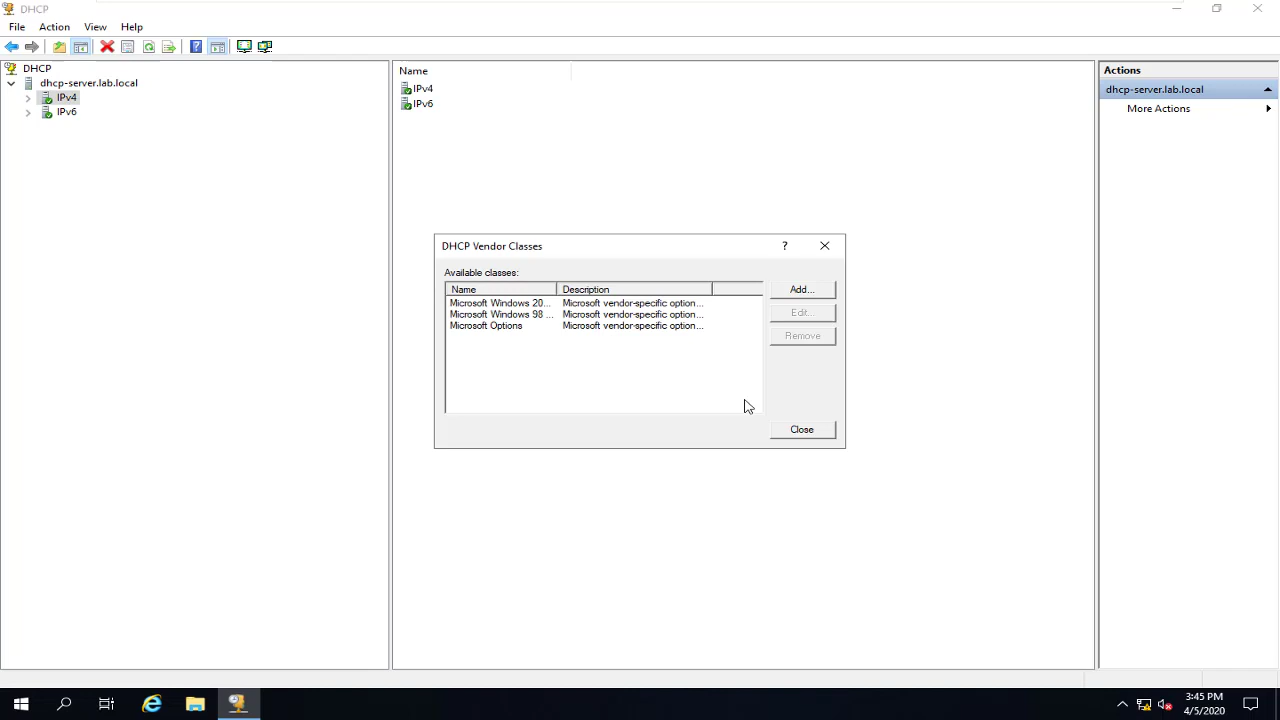 DHCP
File Action View Help
DHCP
dhcp-server.lab.local
IPv4
IPv6
Name
IPv4
IPv6
Actions
dhcp-server.lab.local
More Actions
DHCP Vendor Classes
?
Available classes:
Name Description
Microsoft Windows 20... Microsoft vendor-specific option...
Microsoft Windows 98 ... Microsoft vendor-specific option...
Microsoft Options Microsoft vendor-specific option...
Add...
Edit...
Remove
Close
3:45 PM
4/5/2020